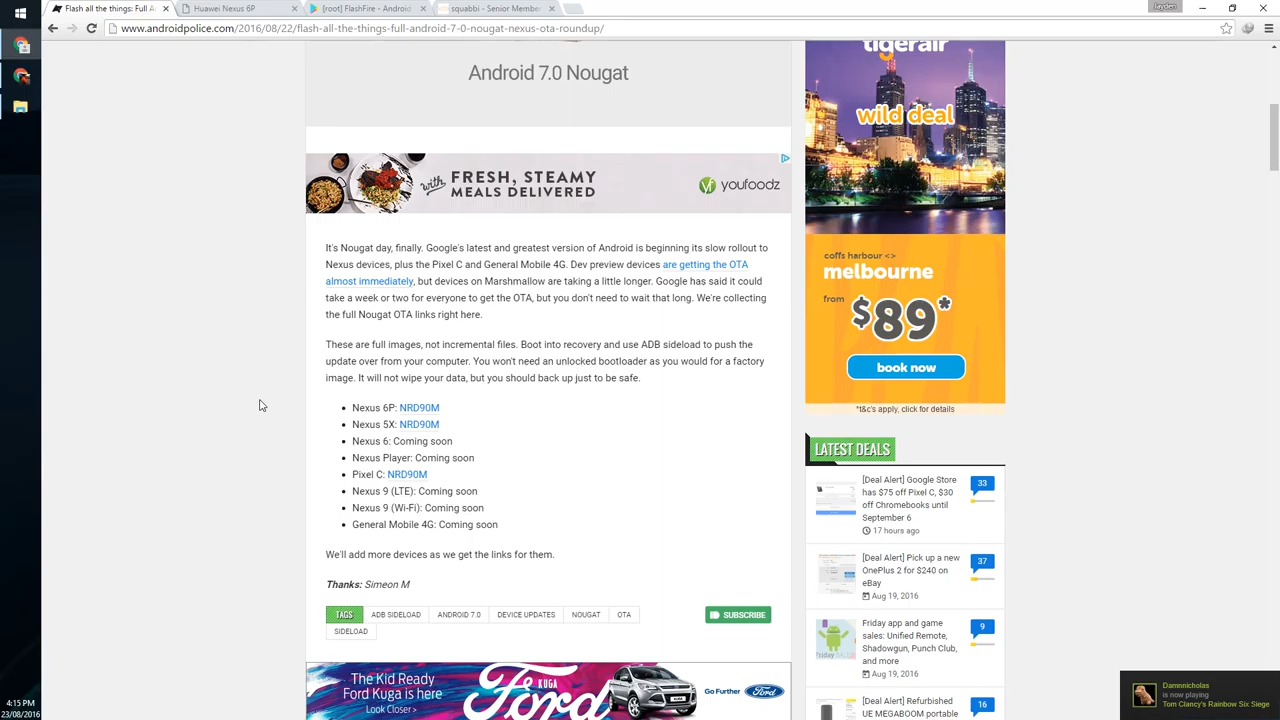 Flash all the things: Full A
Huawei Nexus 6P
[root] FlashFire - Android
squabbi - Senior Membe
Jayden
www.androidpolice.com/2016/08/22/flash-all-the-things-full-android-7-0-nougat-nexus-ota-roundup/
Android 7.0 Nougat
with FRESH, STEAMY
MEALS DELIVERED
youfoodz
It's Nougat day, finally. Google's latest and greatest version of Android is beginning its slow rollout to
Nexus devices, plus the Pixel C and General Mobile 4G. Dev preview devices are getting the OTA
almost immediately, but devices on Marshmallow are taking a little longer. Google has said it could
take a week or two for everyone to get the OTA, but you don't need to wait that long. We're collecting
the full Nougat OTA links right here.
These are full images, not incremental files. Boot into recovery and use ADB sideload to push the
update over from your computer. You won't need an unlocked bootloader as you would for a factory
image. It will not wipe your data, but you should back up just to be safe.
Nexus 6P: NRD90M
Nexus 5X: NRD90M
Nexus 6: Coming soon
Nexus Player: Coming soon
Pixel C: NRD90M
Nexus 9 (LTE): Coming soon
Nexus 9 (Wi-Fi): Coming soon
General Mobile 4G: Coming soon
We'll add more devices as we get the links for them.
Thanks: Simeon M
TAGS ADB SIDELOAD ANDROID 7.0 DEVICE UPDATES NOUGAT OTA SUBSCRIBE
SIDELOAD
The Kid Ready
Ford Kuga is here
Look Closer >
KUGA
Ford
Go Further Ford
tigerair
wild deal
coffs harbour <>
melbourne
from
$89*
book now
*t&c's apply, click for details
LATEST DEALS
[Deal Alert] Google Store
has $75 off Pixel C, $30
off Chromebooks until
September 6
17 hours ago
33
[Deal Alert] Pick up a new
OnePlus 2 for $240 on
eBay
Aug 19, 2016
37
Friday app and game
sales: Unified Remote,
Shadowgun, Punch Club,
and more
Aug 19, 2016
9
[Deal Alert] Refurbished
UE MEGABOOM portable
16
Damnnicholas
is now playing
Tom Clancy's Rainbow Six Siege
4:15 PM
23/08/2016